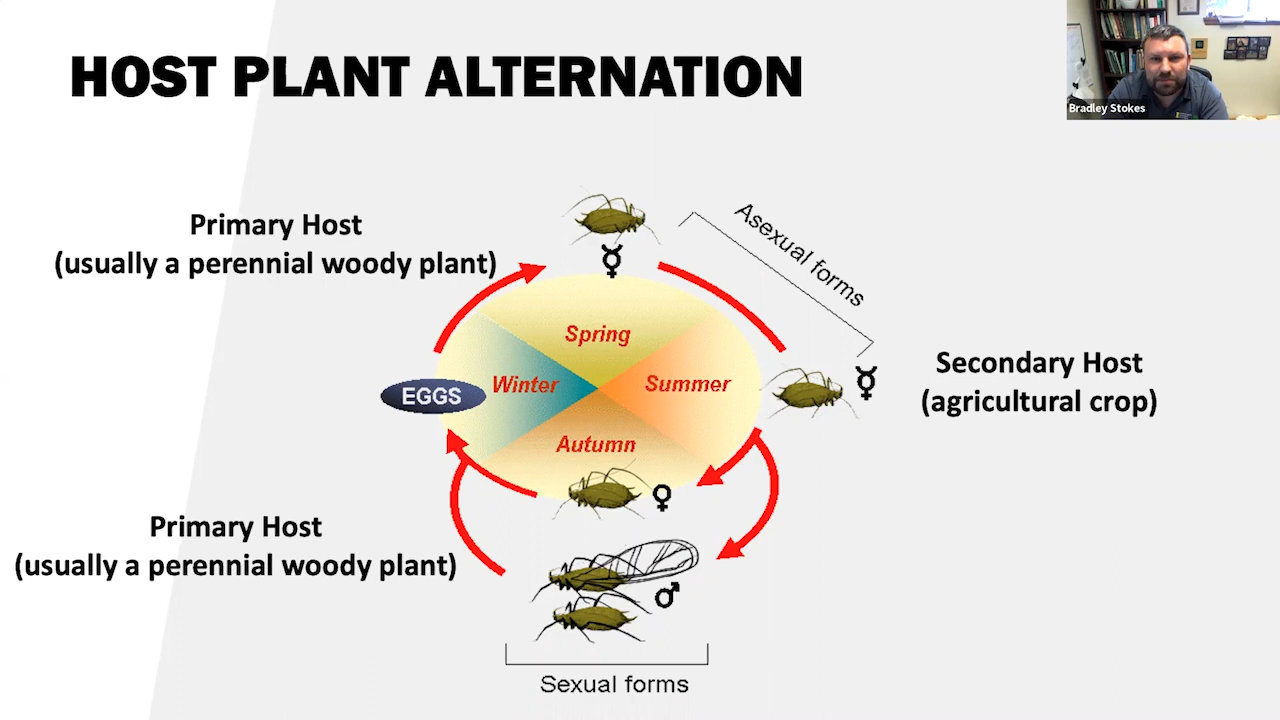 HOST PLANT ALTERNATION
Bradley Stokes
Primary Host
(usually a perennial woody plant)
Asexual forms
Spring
Winter
Summer
EGGS
Autumn
Secondary Host
(agricultural crop)
Primary Host
(usually a perennial woody plant)
Sexual forms